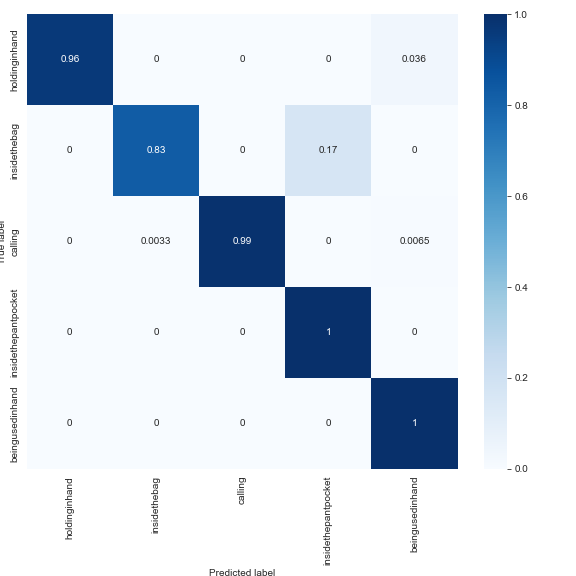 holdinginhand 0.96 0 0 0 0.036
insidethebag 0 0.83 0 0.17 0
calling 0 0.0033 0.99 0 0.0065
insidethepantpocket 0 0 0 1 0
beingusedinhand 0 0 0 0 1
True label
holdinginhand insidethebag calling insidethepantpocket beingusedinhand
Predicted label
1.0
0.8
0.6
0.4
0.2
0.0